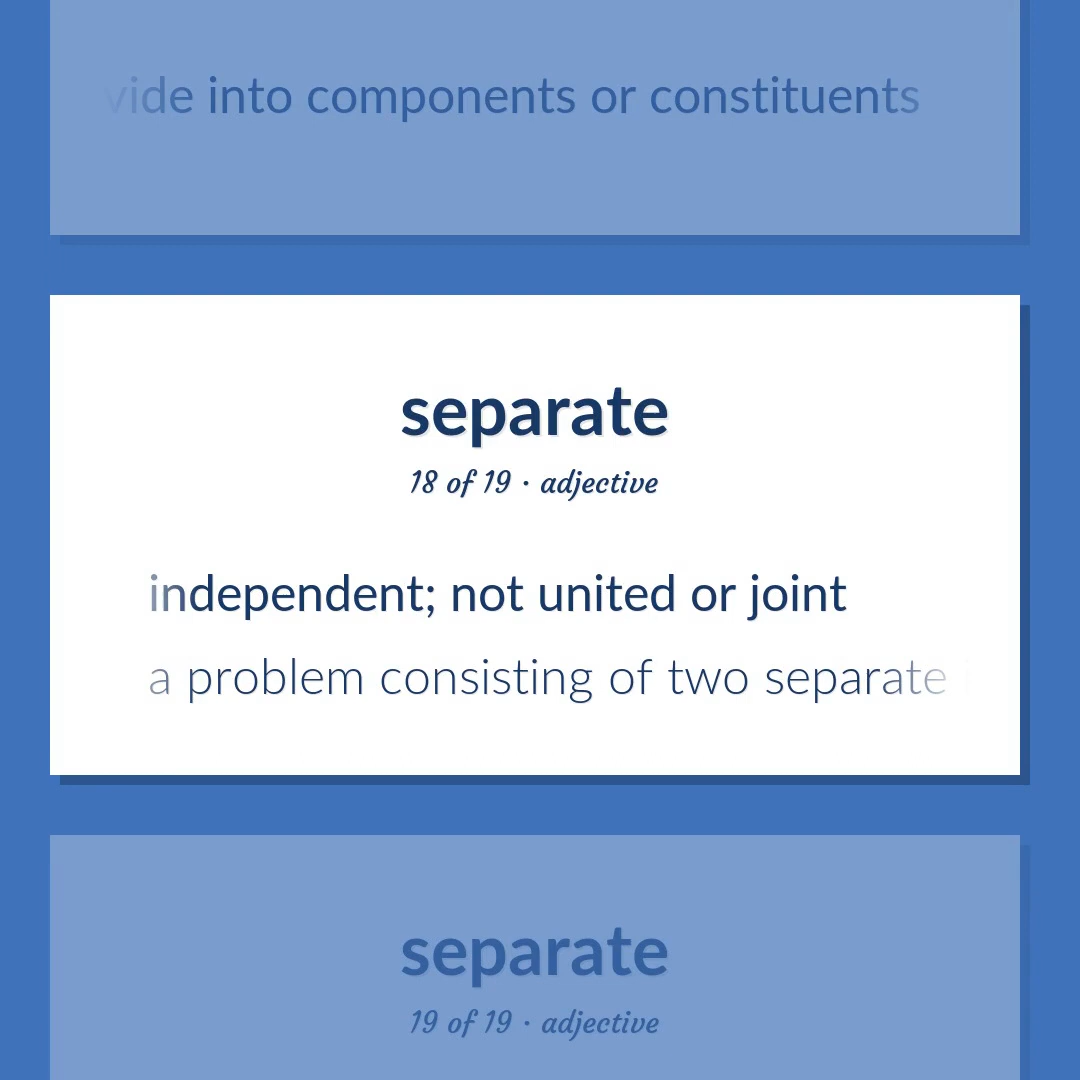 vide into components or constituents
separate
18 of 19 · adjective
independent; not united or joint
a problem consisting of two separate
separate
19 of 19 · adjective